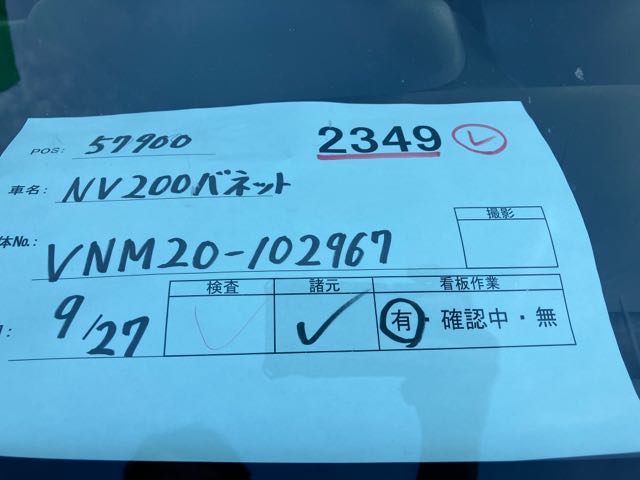 POS: 57900 2349
車名: NV200バネット
体No.: VNM20-102967
撮影
9/27
検査 諸元 看板作業
有・確認中・無